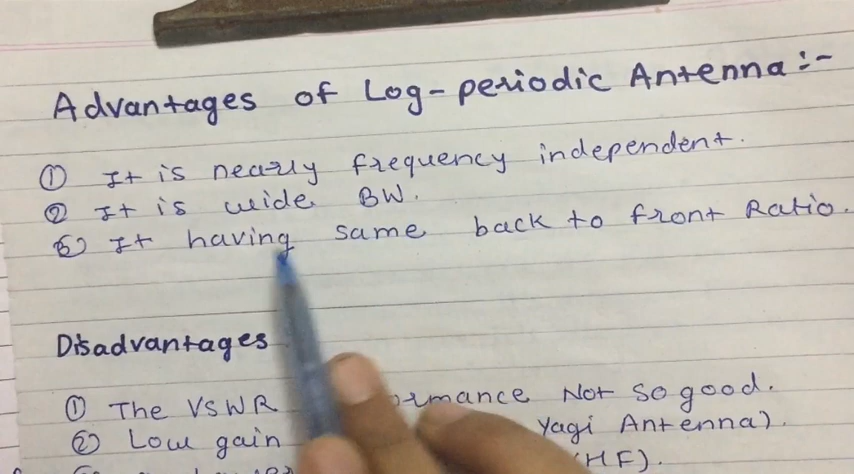 Advantages of Log-periodic Antenna:-
① It is nearly frequency independent.
② It is wide BW.
③ It having same back to front Ratio.
Disadvantages
① The VSWR ormance Not so good.
② Low gain Yagi Antenna).
(HF).